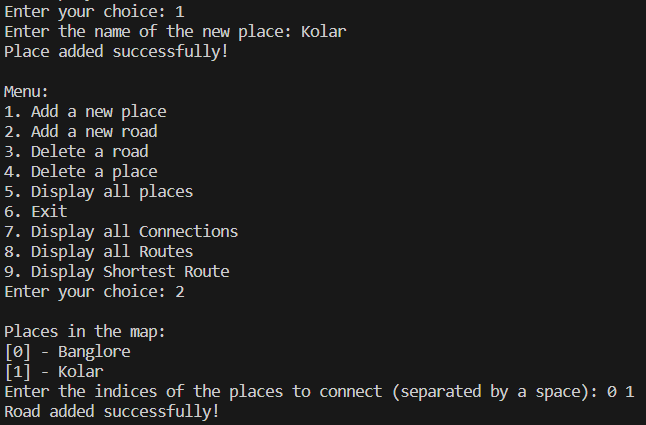 Enter your choice: 1
Enter the name of the new place: Kolar
Place added successfully!
Menu:
1. Add a new place
2. Add a new road
3. Delete a road
4. Delete a place
5. Display all places
6. Exit
7. Display all Connections
8. Display all Routes
9. Display Shortest Route
Enter your choice: 2
Places in the map:
[0] - Banglore
[1] - Kolar
Enter the indices of the places to connect (separated by a space): 0 1
Road added successfully!